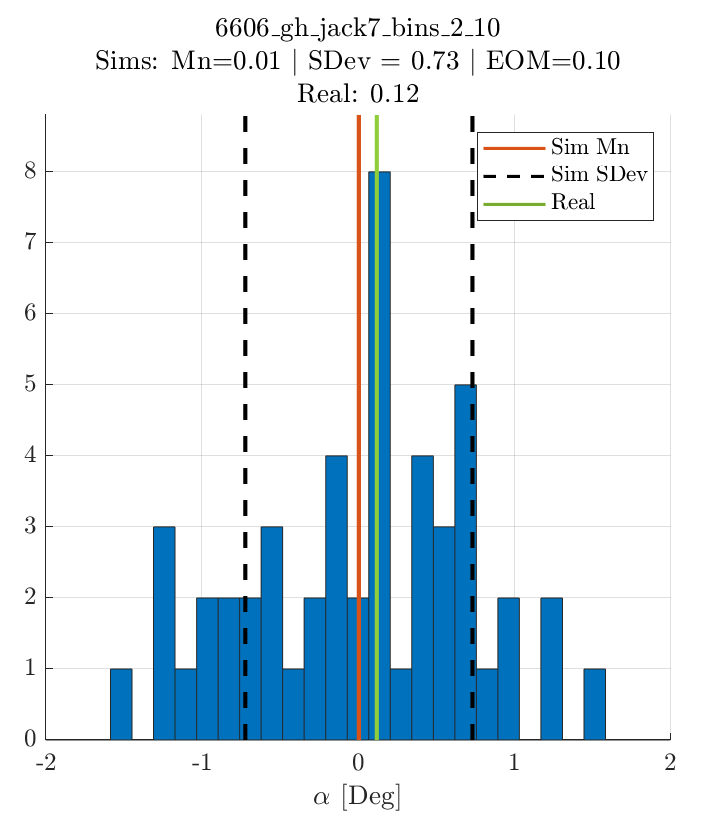 6606_gh_jack7_bins_2_10
Sims: Mn=0.01 | SDev = 0.73 | EOM=0.10
Real: 0.12
Sim Mn
Sim SDev
Real
8
7
6
5
4
3
2
1
0
-2 -1 0 1 2
α [Deg]